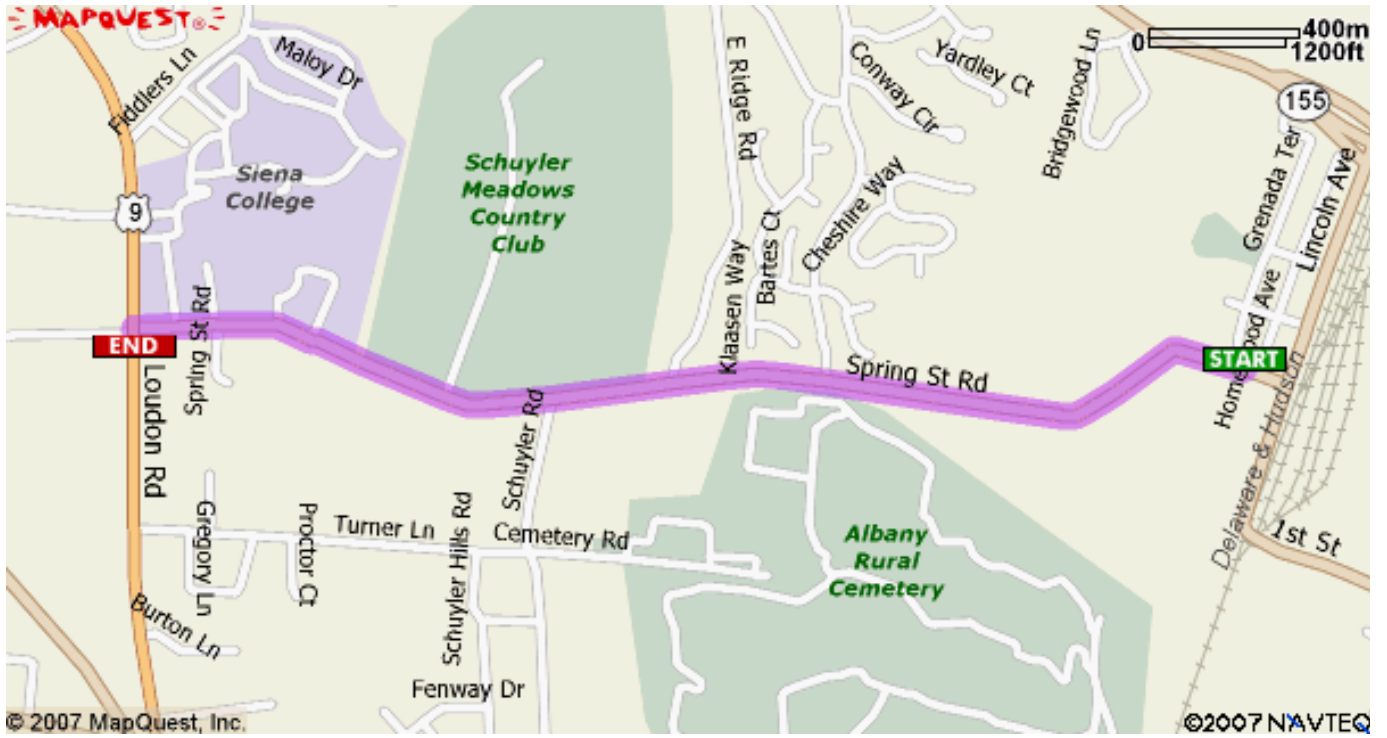 MAPQUEST®
Fiddlers Ln
Maloy Dr
E Ridge Rd
Conway Cir
Yardley Ct
Bridgewood Ln
0
400m
1200ft
155
Siena
College
Schuyler
Meadows
Country
Club
9
Klaasen Way
Bartes Ct
Cheshire Way
Grenada Ter
Lincoln Ave
END
Spring St Rd
Spring St Rd
START
Homewood Ave
Loudon Rd
Schuyler Rd
Delaware & Hudson
Gregory Ln
Proctor Ct
Turner Ln
Schuyler Hills Rd
Cemetery Rd
Albany
Rural
Cemetery
1st St
Burton Ln
Fenway Dr
© 2007 MapQuest, Inc.
©2007 NAVTEQ